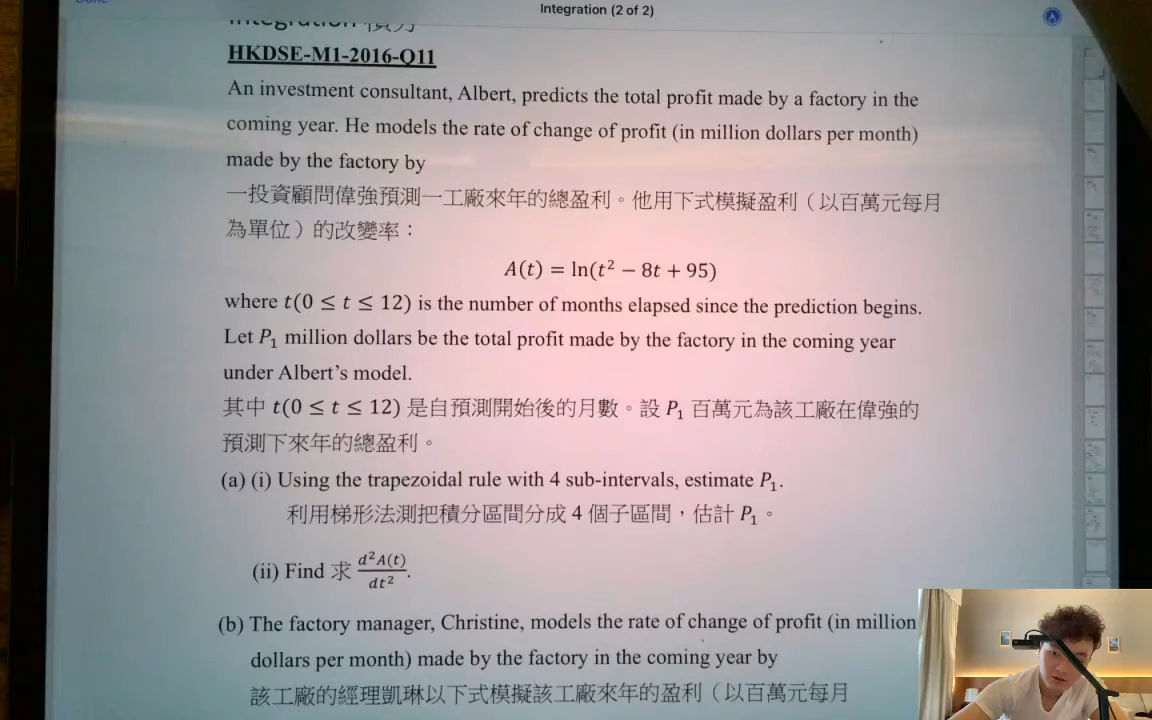 Done
Integration (2 of 2)
Integration 積分
HKDSE-M1-2016-Q11
An investment consultant, Albert, predicts the total profit made by a factory in the
coming year. He models the rate of change of profit (in million dollars per month)
made by the factory by
一投資顧問偉強預測一工廠來年的總盈利。他用下式模擬盈利（以百萬元每月
為單位）的改變率：
A(t) = ln(t² − 8t + 95)
where t(0 ≤ t ≤ 12) is the number of months elapsed since the prediction begins.
Let P₁ million dollars be the total profit made by the factory in the coming year
under Albert’s model.
其中 t(0 ≤ t ≤ 12) 是自預測開始後的月數。設 P₁ 百萬元為該工廠在偉強的
預測下來年的總盈利。
(a) (i) Using the trapezoidal rule with 4 sub-intervals, estimate P₁.
利用梯形法測把積分區間分成 4 個子區間，估計 P₁。
(ii) Find 求 d²A(t)/dt².
(b) The factory manager, Christine, models the rate of change of profit (in million
dollars per month) made by the factory in the coming year by
該工廠的經理凱琳以下式模擬該工廠來年的盈利（以百萬元每月